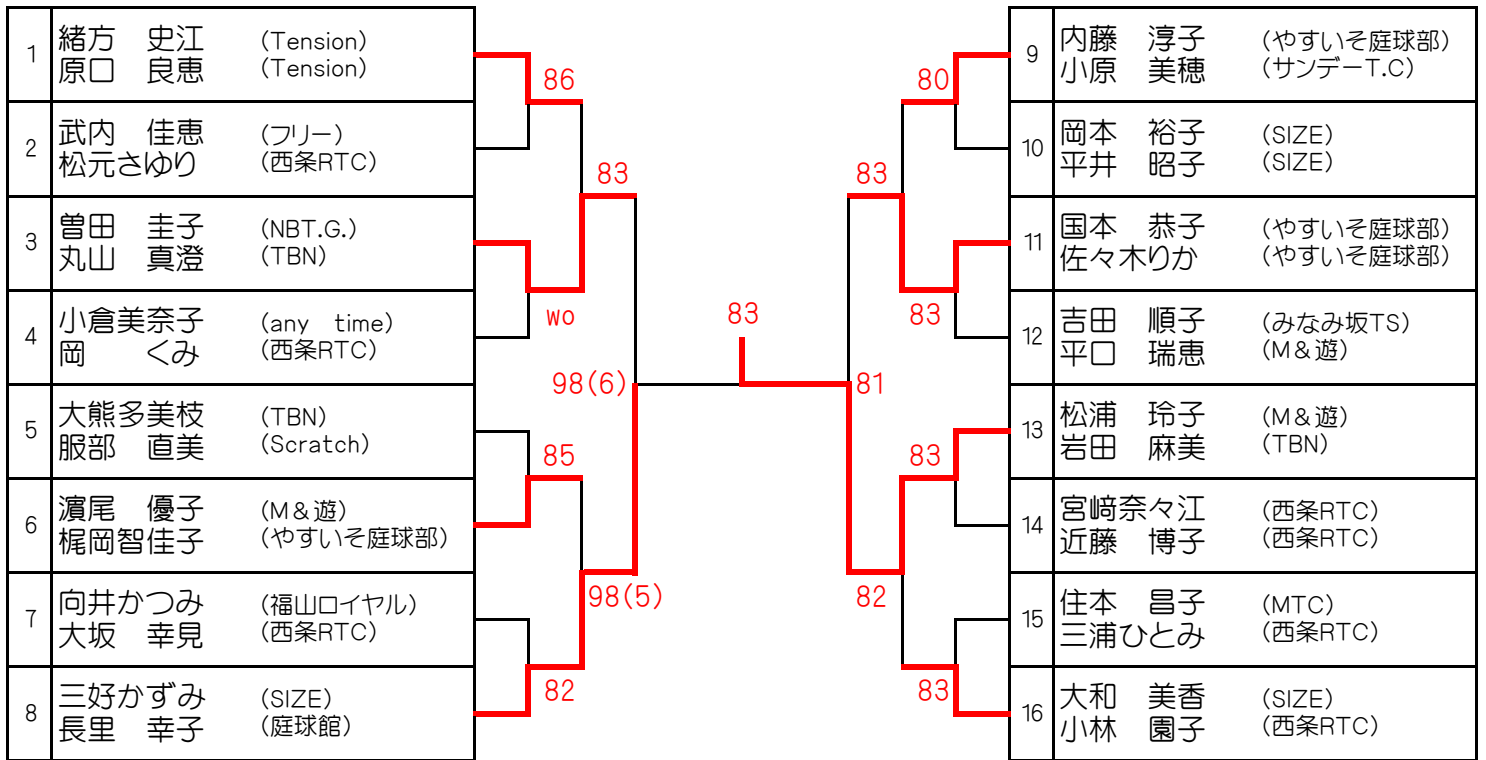 1
緒方　史江 (Tension)
原口　良恵 (Tension)
2
武内　佳恵 (フリー)
松元さゆり (西条RTC)
3
曽田　圭子 (NBT.G.)
丸山　真澄 (TBN)
4
小倉美奈子 (any time)
岡　　くみ (西条RTC)
5
大熊多美枝 (TBN)
服部　直美 (Scratch)
6
濵尾　優子 (M＆遊)
梶岡智佳子 (やすいそ庭球部)
7
向井かつみ (福山ロイヤル)
大坂　幸見 (西条RTC)
8
三好かずみ (SIZE)
長里　幸子 (庭球館)
86
83
wo
98(6)
85
98(5)
82
83
80
83
83
81
83
82
83
9
内藤　淳子 (やすいそ庭球部)
小原　美穂 (サンデーT.C)
10
岡本　裕子 (SIZE)
平井　昭子 (SIZE)
11
国本　恭子 (やすいそ庭球部)
佐々木りか (やすいそ庭球部)
12
吉田　順子 (みなみ坂TS)
平口　瑞恵 (M＆遊)
13
松浦　玲子 (M＆遊)
岩田　麻美 (TBN)
14
宮﨑奈々江 (西条RTC)
近藤　博子 (西条RTC)
15
住本　昌子 (MTC)
三浦ひとみ (西条RTC)
16
大和　美香 (SIZE)
小林　園子 (西条RTC)